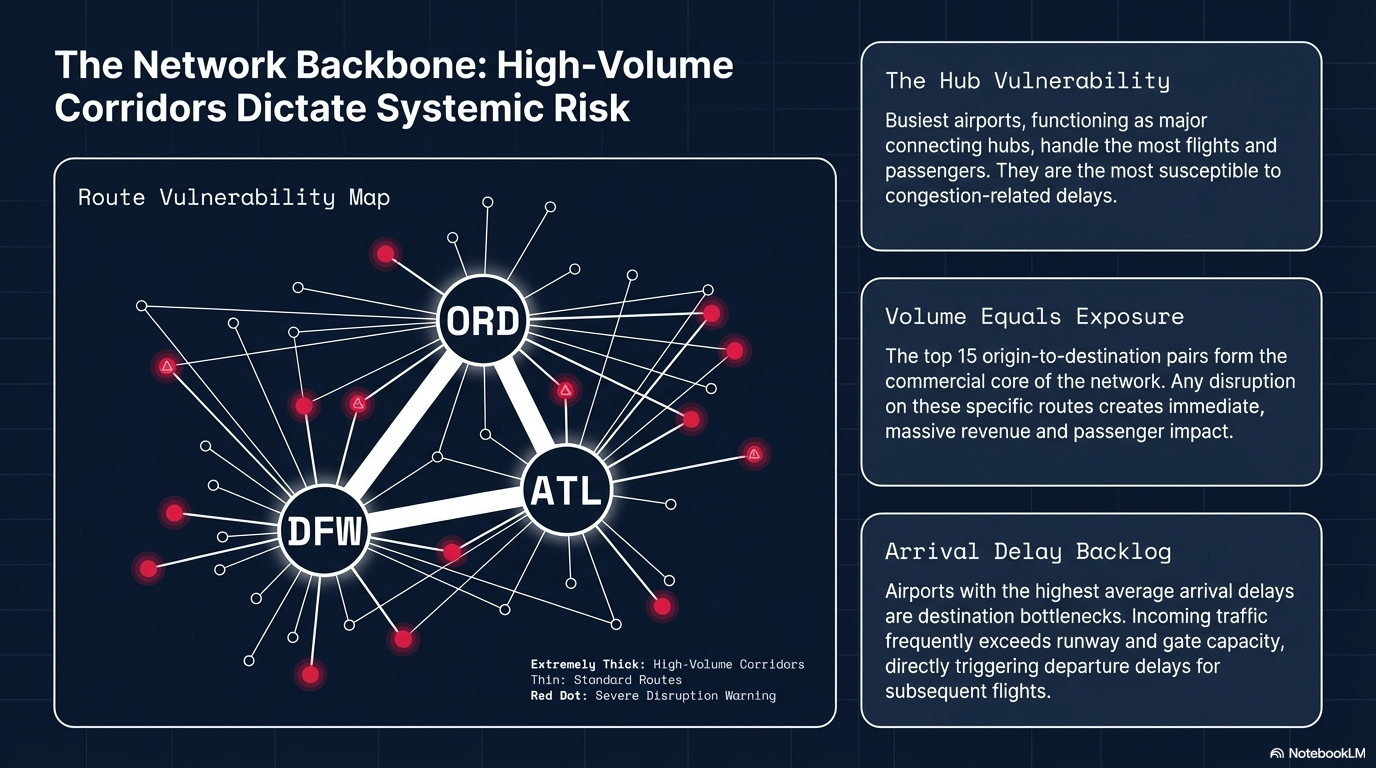 The Network Backbone: High-Volume
Corridors Dictate Systemic Risk
Route Vulnerability Map
ORD
ATL
DFW
Extremely Thick: High-Volume Corridors
Thin: Standard Routes
Red Dot: Severe Disruption Warning
The Hub Vulnerability
Busiest airports, functioning as major
connecting hubs, handle the most flights and
passengers. They are the most susceptible to
congestion-related delays.
Volume Equals Exposure
The top 15 origin-to-destination pairs form the
commercial core of the network. Any disruption
on these specific routes creates immediate,
massive revenue and passenger impact.
Arrival Delay Backlog
Airports with the highest average arrival delays
are destination bottlenecks. Incoming traffic
frequently exceeds runway and gate capacity,
directly triggering departure delays for
subsequent flights.
NotebookLM